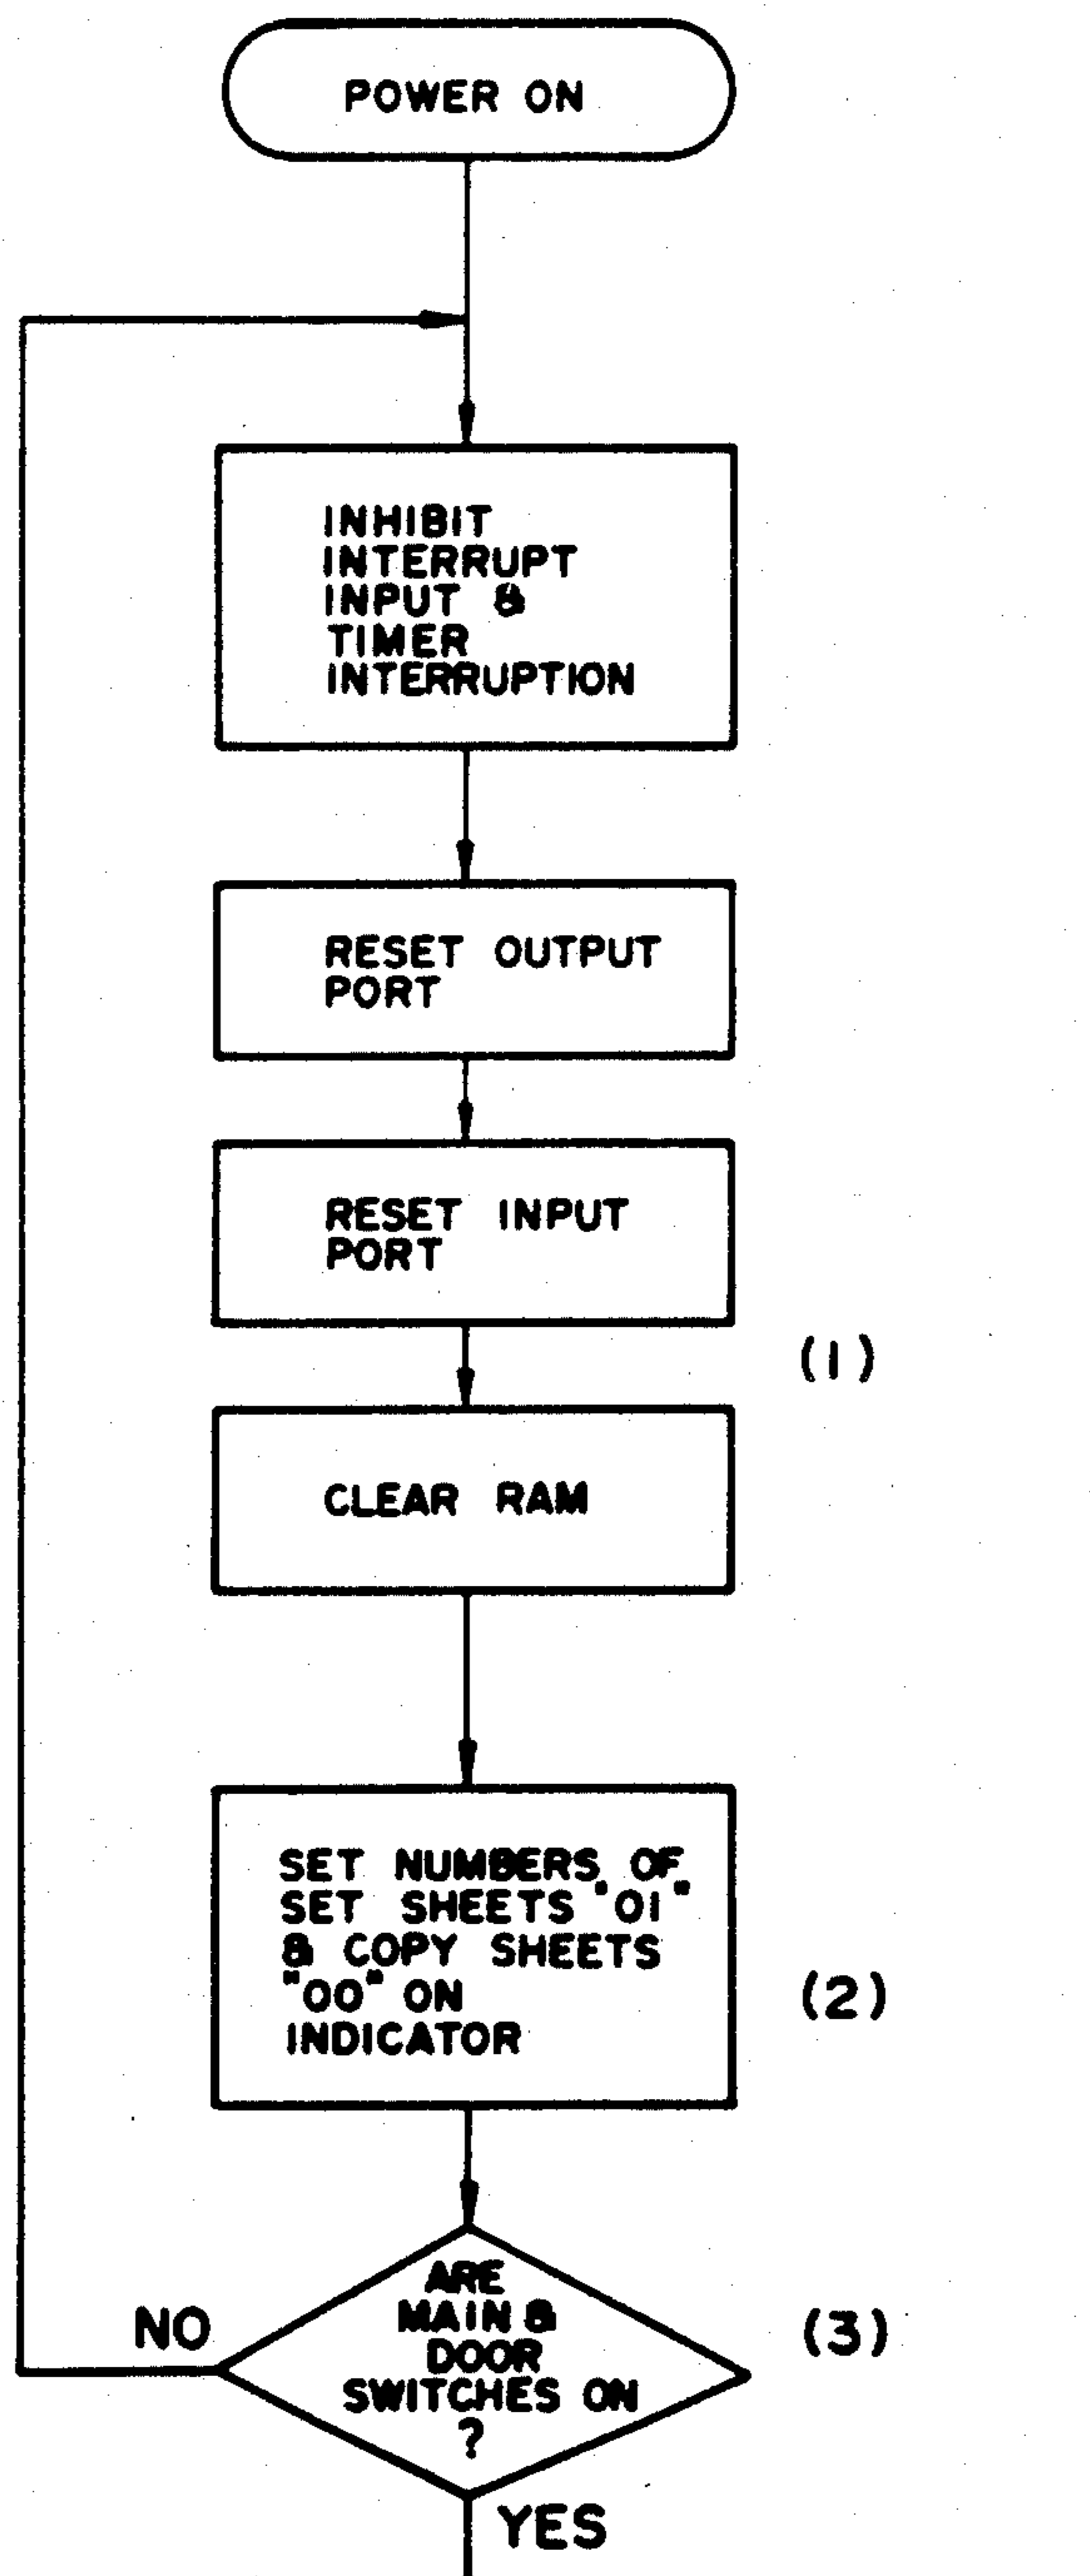 POWER ON
INHIBIT
INTERRUPT
INPUT &
TIMER
INTERRUPTION
RESET OUTPUT
PORT
RESET INPUT
PORT
(1)
CLEAR RAM
SET NUMBERS OF
SET SHEETS "01"
& COPY SHEETS
"00" ON
INDICATOR
(2)
ARE
MAIN &
DOOR
SWITCHES ON
?
NO
(3)
YES